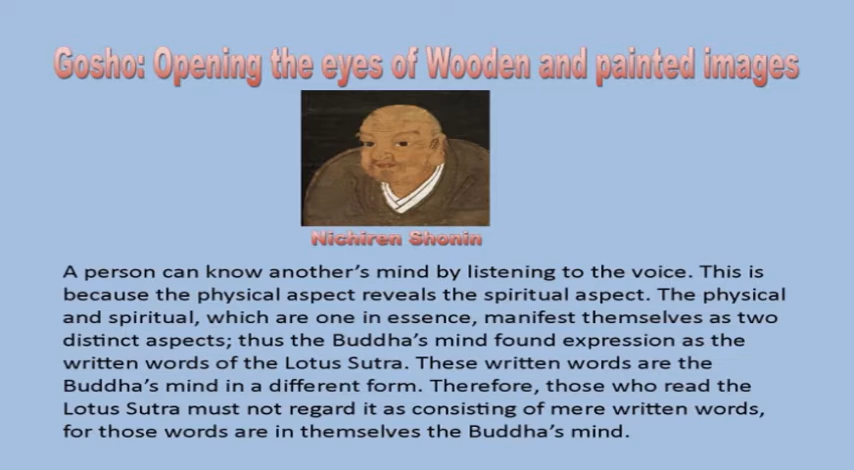 Gosho: Opening the eyes of Wooden and painted images
Nichiren Shonin
A person can know another's mind by listening to the voice. This is
because the physical aspect reveals the spiritual aspect. The physical
and spiritual, which are one in essence, manifest themselves as two
distinct aspects; thus the Buddha's mind found expression as the
written words of the Lotus Sutra. These written words are the
Buddha's mind in a different form. Therefore, those who read the
Lotus Sutra must not regard it as consisting of mere written words,
for those words are in themselves the Buddha's mind.